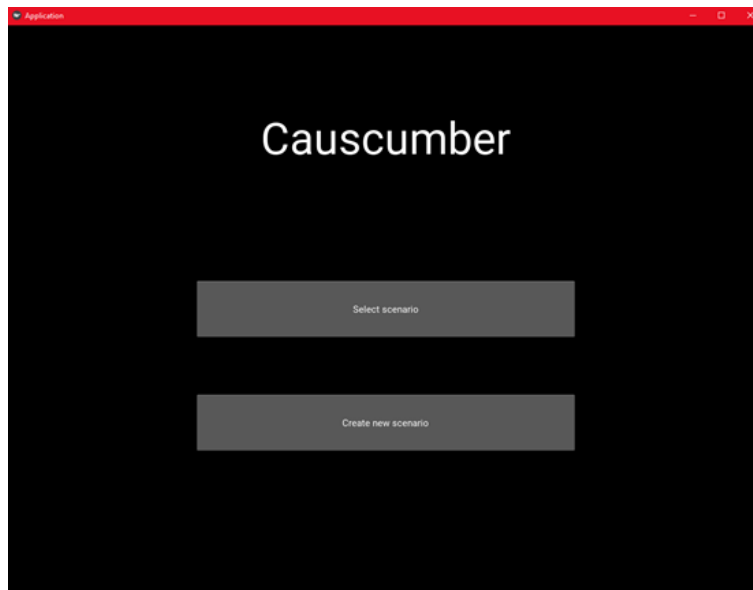 Application
Causcumber
Select scenario
Create new scenario